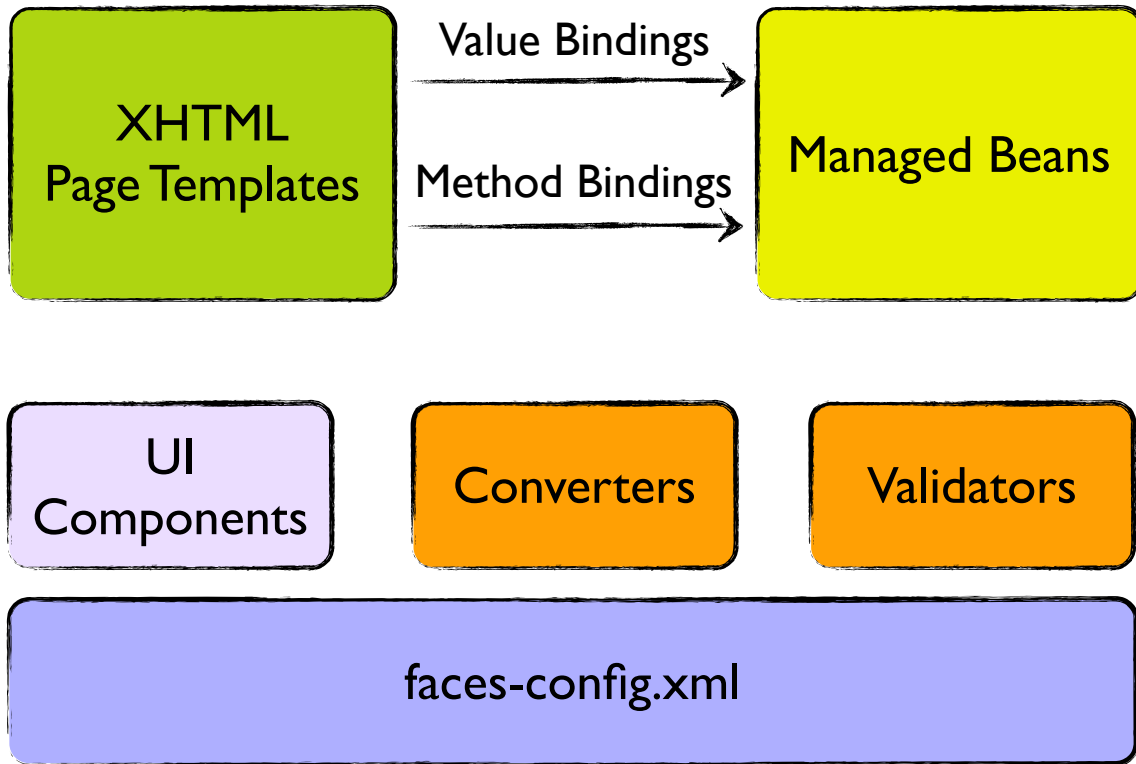 Value Bindings
XHTML
Page Templates
Managed Beans
Method Bindings
UI
Components
Converters
Validators
faces-config.xml